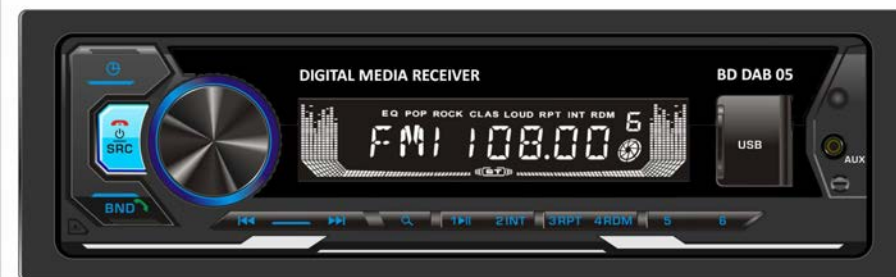 DIGITAL MEDIA RECEIVER
BD DAB 05
EQ POP ROCK CLAS LOUD RPT INT RDM
FM1 108.00 6
ST
SRC
USB
AUX
BND
1 2INT 3RPT 4RDM 5 6